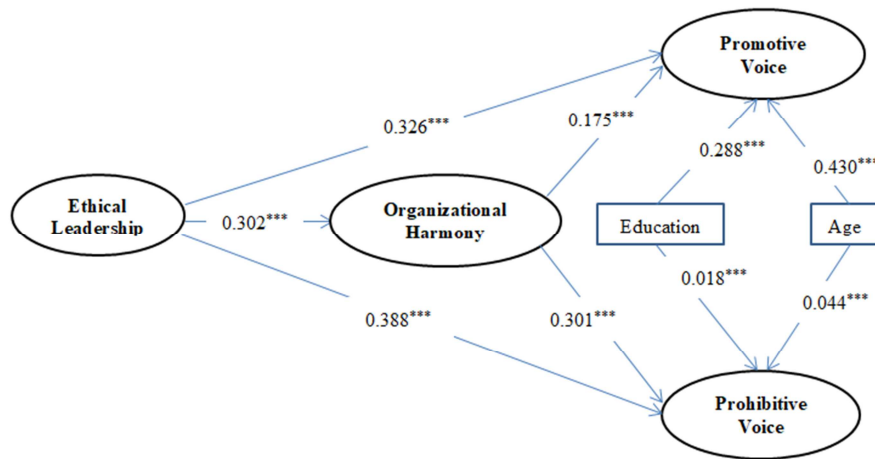 Promotive
Voice
0.326***
0.175***
0.288***
0.430***
Ethical
Leadership
0.302***
Organizational
Harmony
Education
Age
0.018***
0.044***
0.388***
0.301***
Prohibitive
Voice